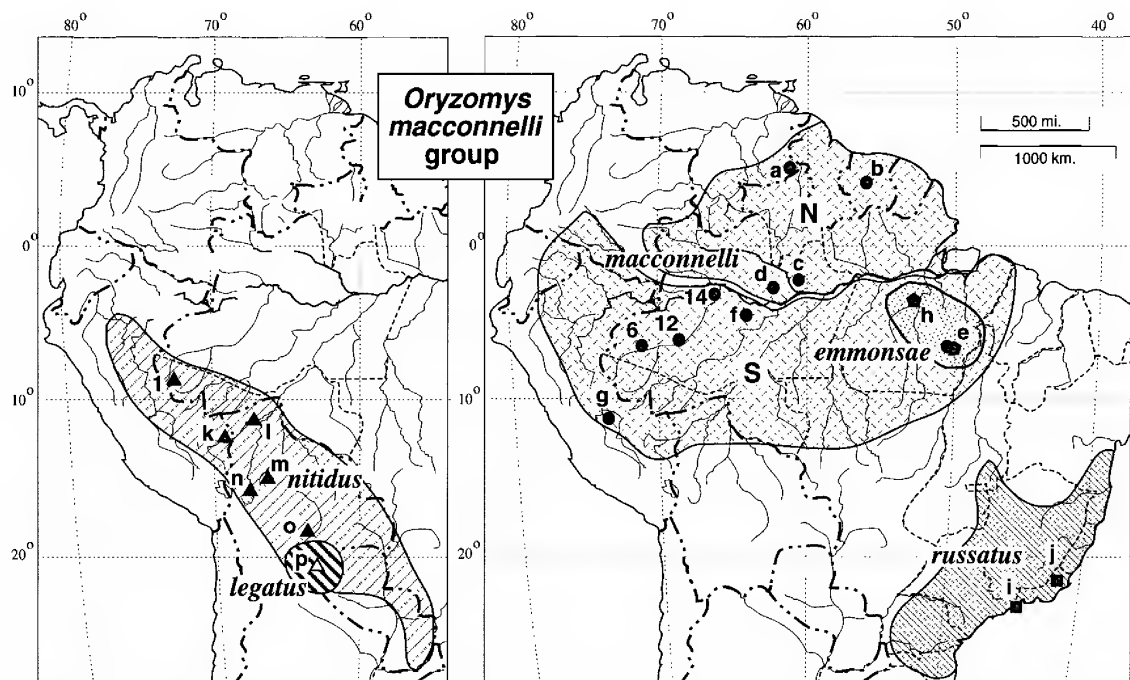 80° 70° 60° 80° 70° 60° 50° 40°
Oryzomys
macconnelli
group
500 mi.
1000 km.
10°
0°
10°
20°
1
k
l
m
n
nitidus
o
p
legatus
0°
10°
20°
a
b
N
macconnelli
c
d
14
f
h
6
12
e
emmonsae
S
g
russatus
j
i